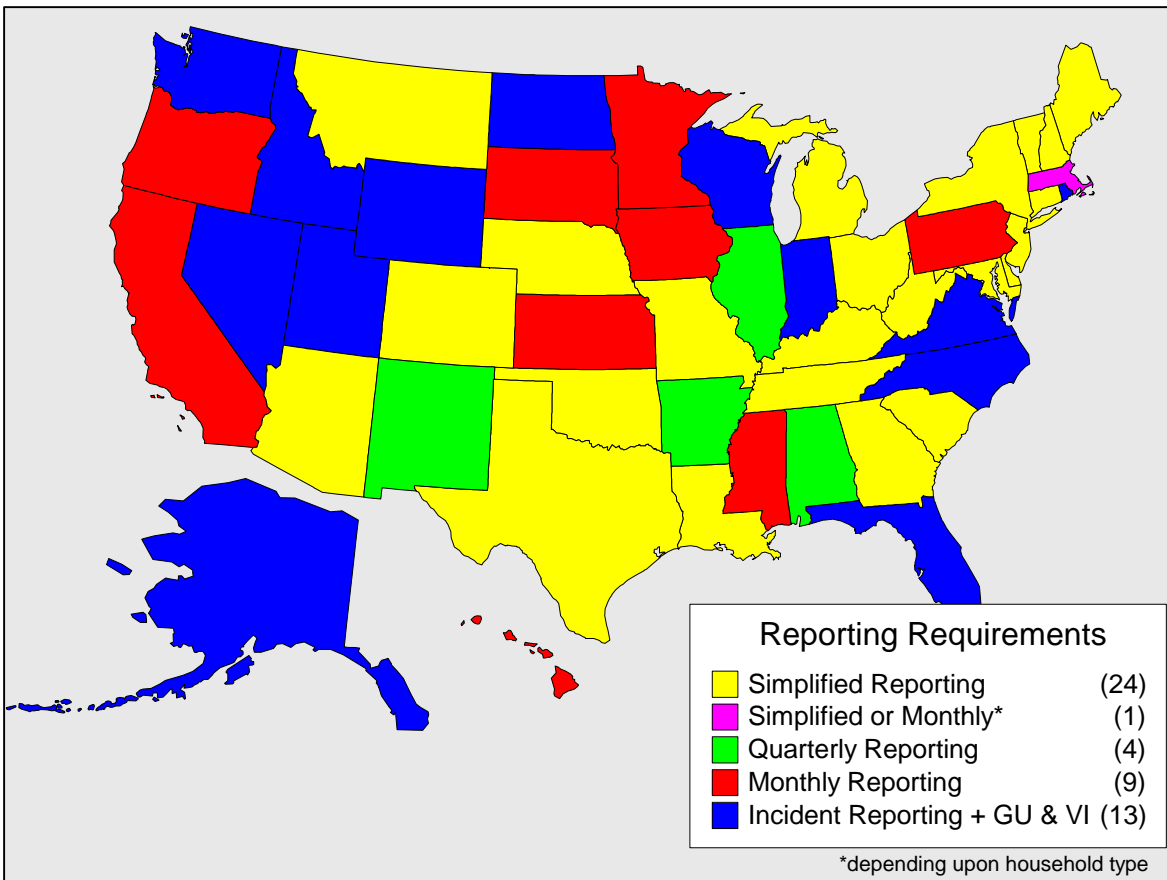 Reporting Requirements
Simplified Reporting (24)
Simplified or Monthly* (1)
Quarterly Reporting (4)
Monthly Reporting (9)
Incident Reporting + GU & VI (13)
*depending upon household type